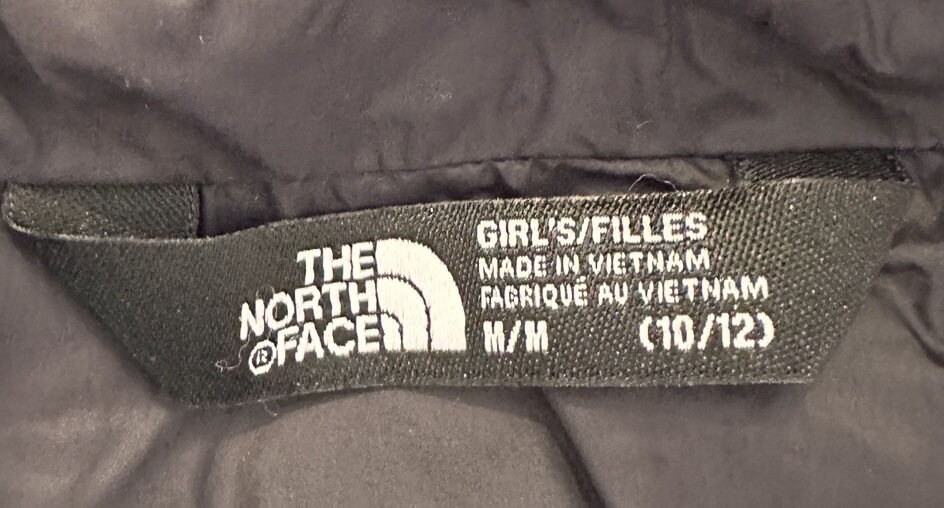 THE
NORTH
®FACE
GIRL'S/FILLES
MADE IN VIETNAM
FABRIQUÉ AU VIETNAM
M/M (10/12)